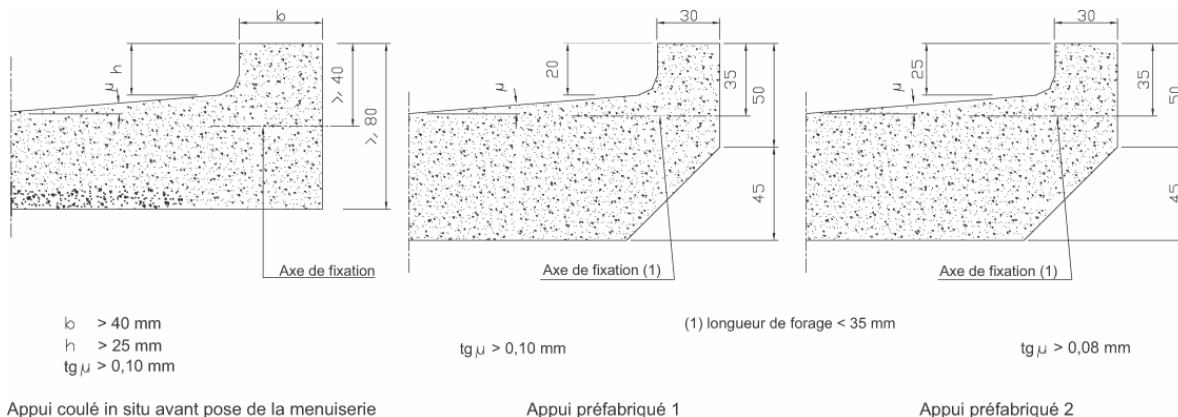 b
h
μ
≥ 40
≥ 80
Axe de fixation
b > 40 mm
h > 25 mm
tg μ > 0,10 mm
Appui coulé in situ avant pose de la menuiserie
30
20
μ
35
50
45
Axe de fixation (1)
(1) longueur de forage < 35 mm
tg μ > 0,10 mm
Appui préfabriqué 1
30
25
μ
35
50
45
Axe de fixation (1)
tg μ > 0,08 mm
Appui préfabriqué 2